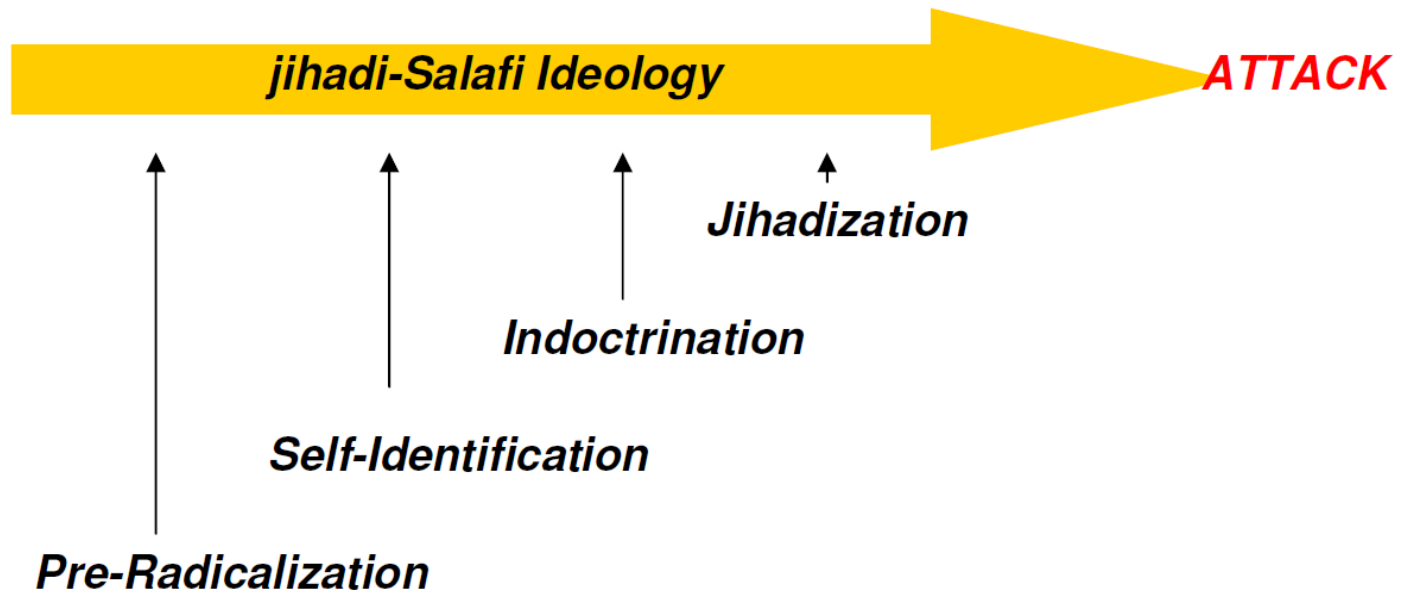 jihadi-Salafi Ideology
ATTACK
Jihadization
Indoctrination
Self-Identification
Pre-Radicalization